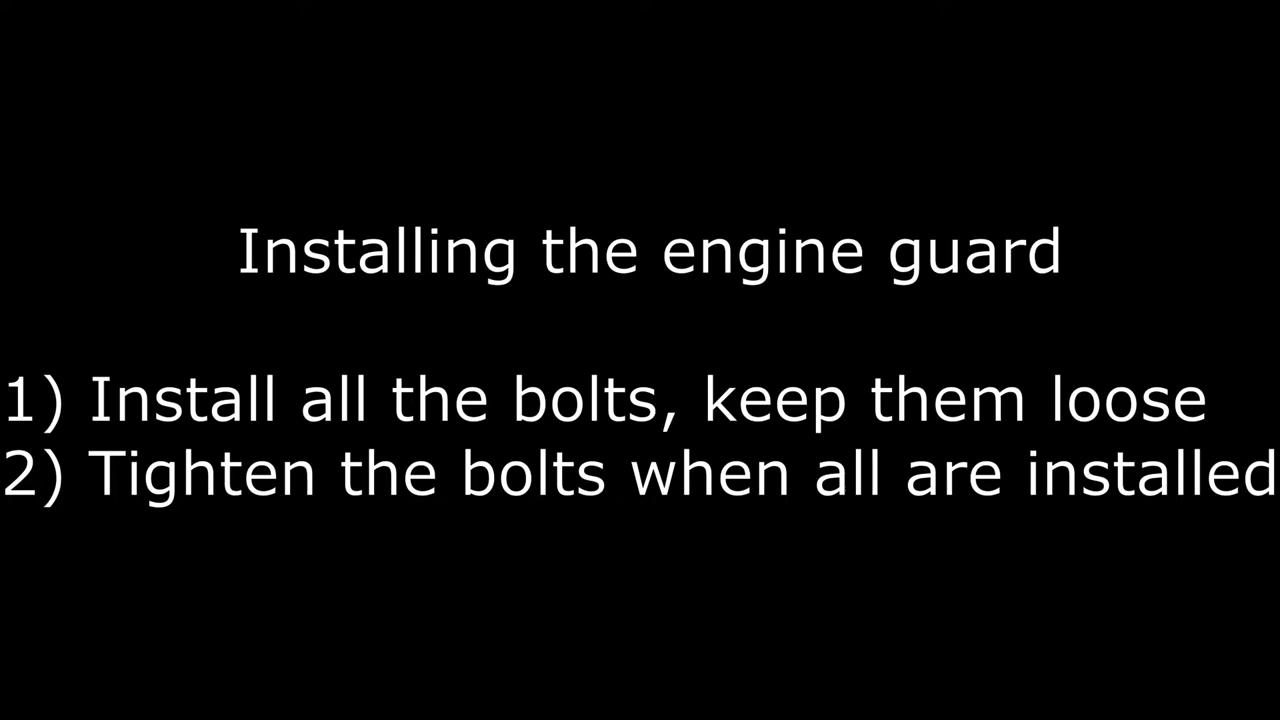 Installing the engine guard
1) Install all the bolts, keep them loose
2) Tighten the bolts when all are installed